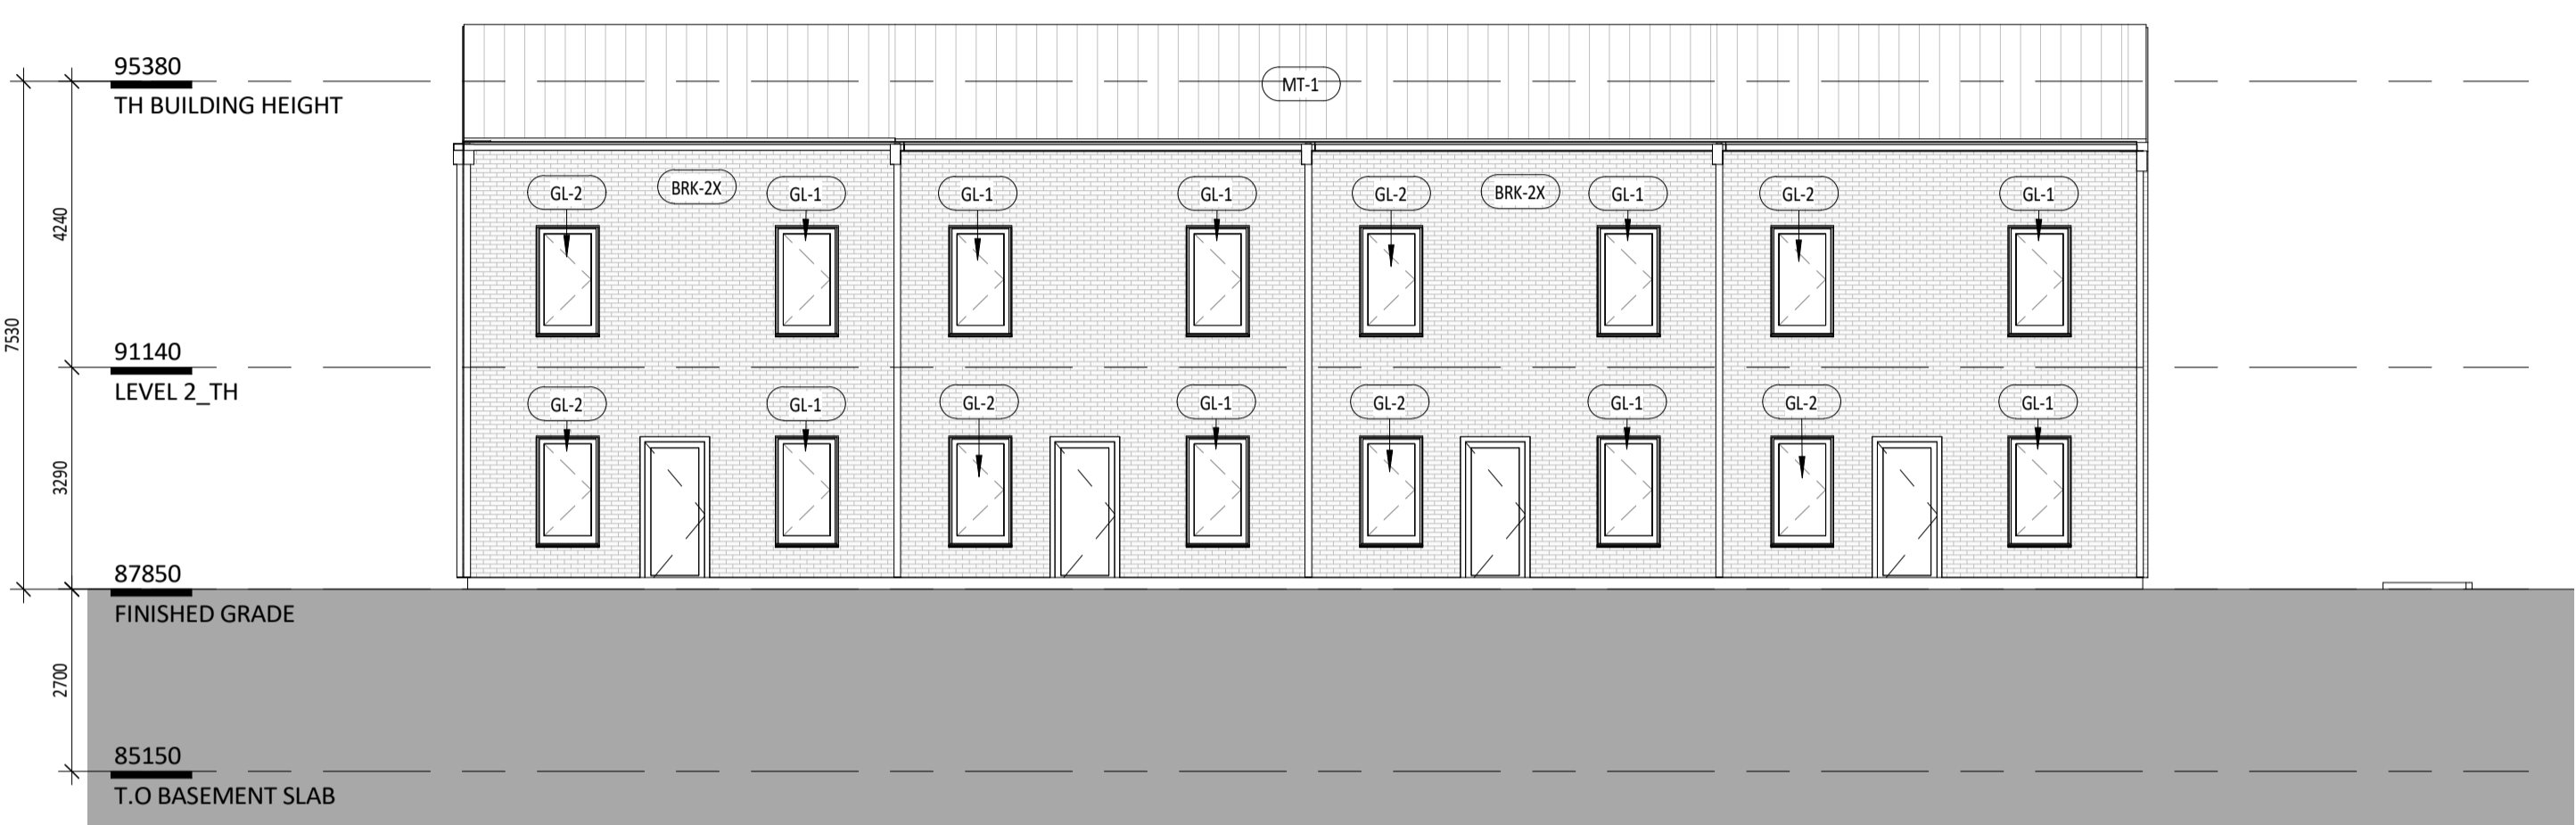 95380
TH BUILDING HEIGHT
MT-1
7530
4240
GL-2
BRK-2X
GL-1
GL-1
GL-1
GL-2
BRK-2X
GL-1
GL-2
GL-1
91140
LEVEL 2_TH
3290
GL-2
GL-1
GL-2
GL-1
GL-2
GL-1
GL-2
GL-1
87850
FINISHED GRADE
2700
85150
T.O BASEMENT SLAB